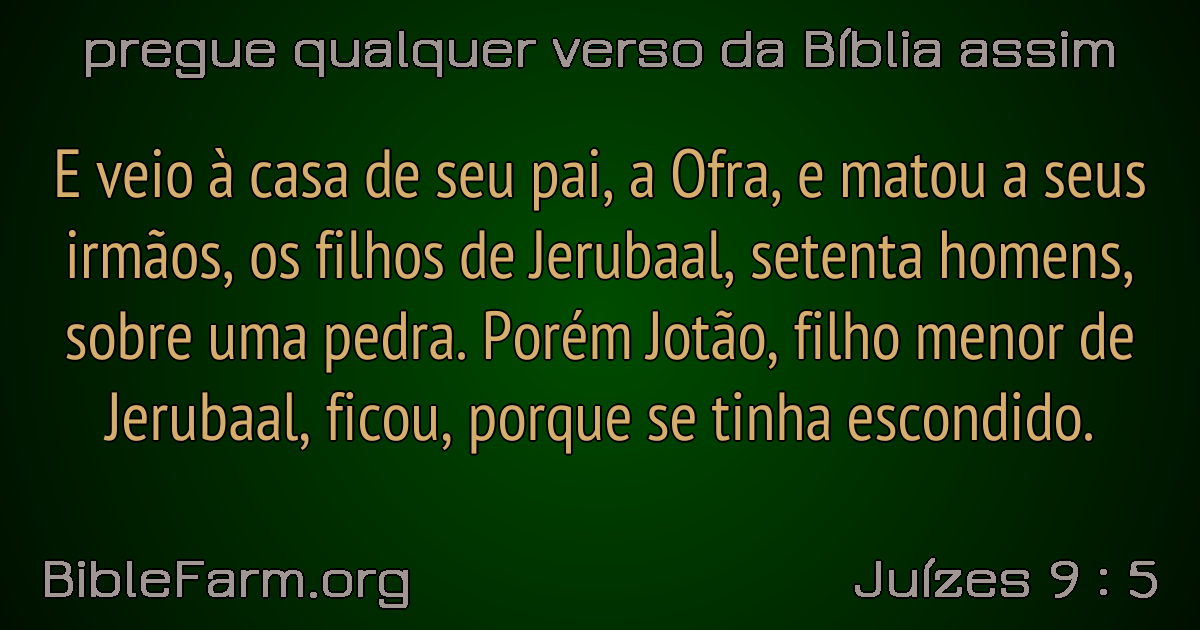 pregue qualquer verso da Bíblia assim
E veio à casa de seu pai, a Ofra, e matou a seus
irmãos, os filhos de Jerubaal, setenta homens,
sobre uma pedra. Porém Jotão, filho menor de
Jerubaal, ficou, porque se tinha escondido.
BibleFarm.org
Juízes 9 : 5